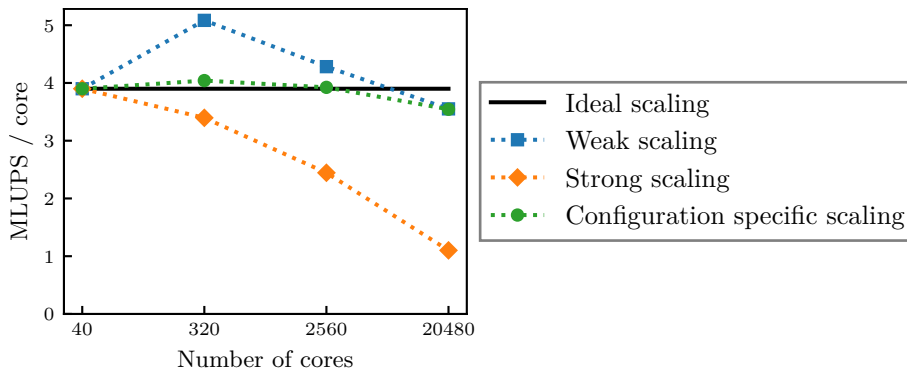 5
4
3
2
1
0
MLUPS / core
40
320
2560
20480
Number of cores
Ideal scaling
Weak scaling
Strong scaling
Configuration specific scaling